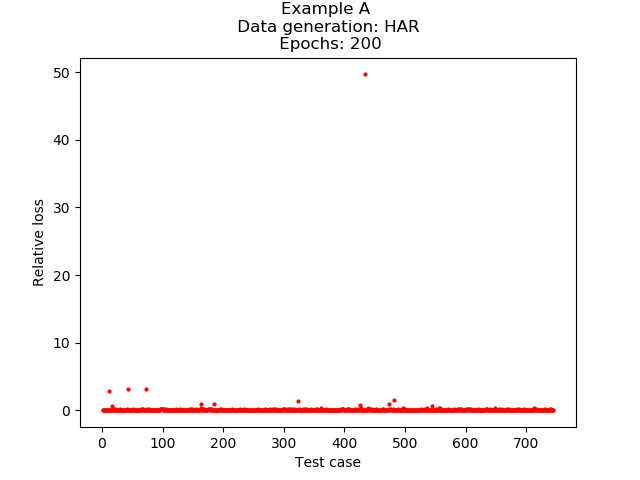 Example A
Data generation: HAR
Epochs: 200
50
40
30
20
10
0
Relative loss
0 100 200 300 400 500 600 700
Test case